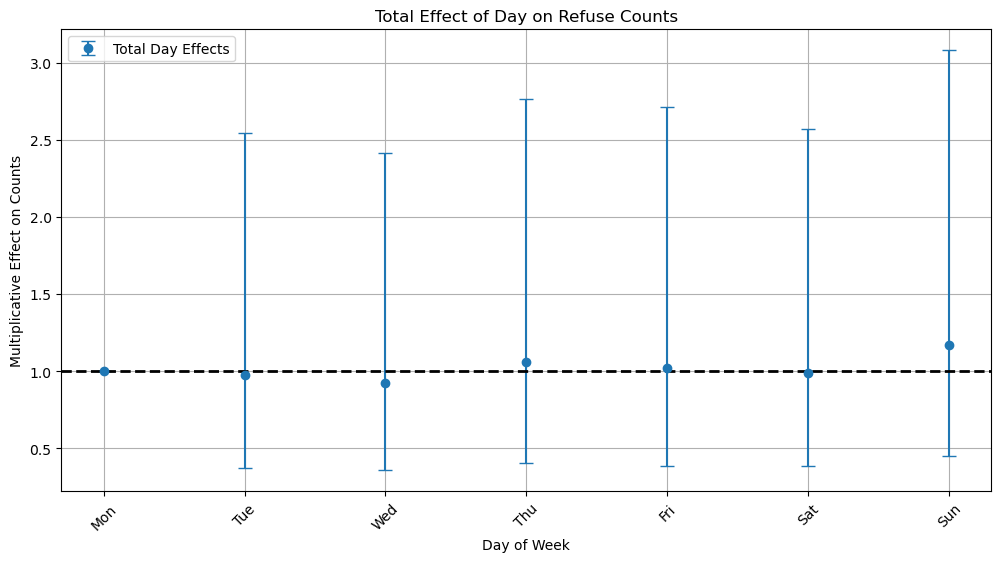 Total Effect of Day on Refuse Counts
Total Day Effects
Multiplicative Effect on Counts
3.0
2.5
2.0
1.5
1.0
0.5
Mon
Tue
Wed
Thu
Fri
Sat
Sun
Day of Week